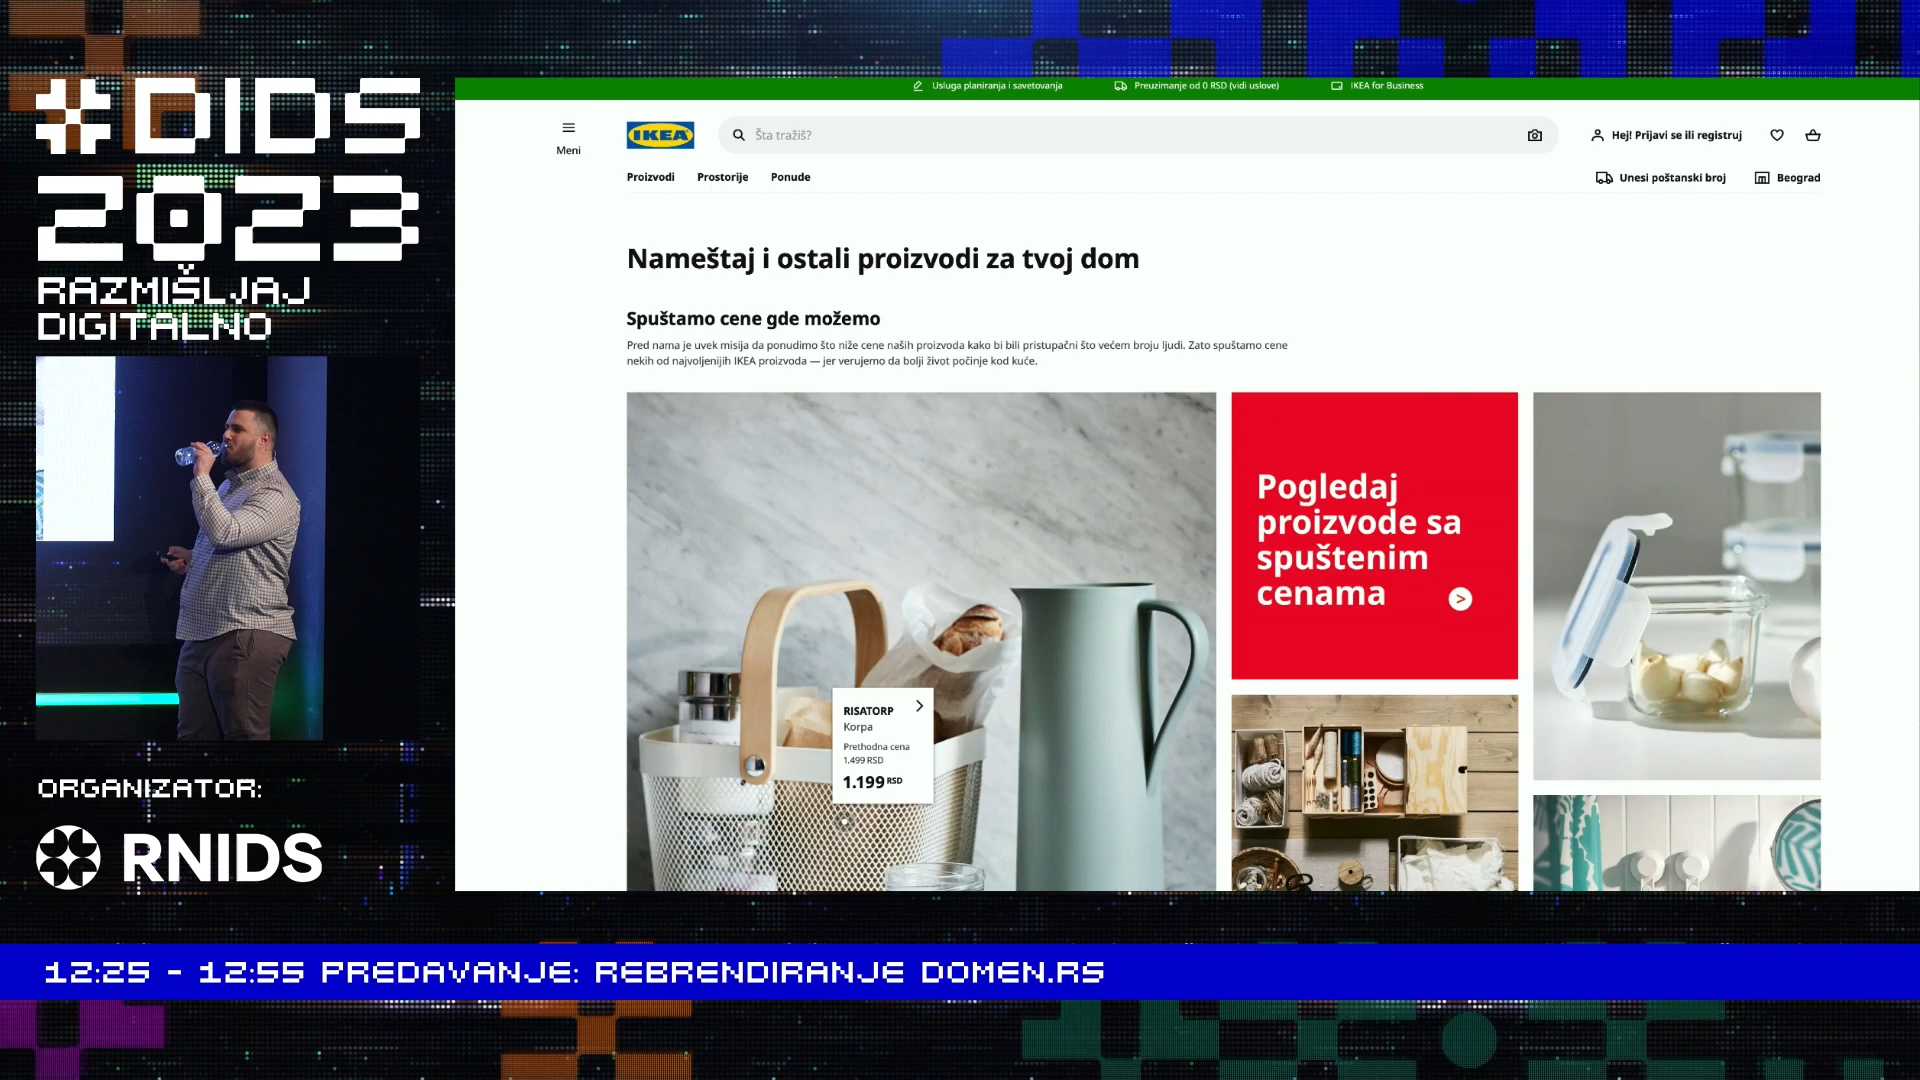 #DIDS
2023
RAZMIŠLJAJ
DIGITALNO
ORGANIZATOR:
RNIDS
Usluga planiranja i savetovanja
Preuzimanje od 0 RSD (vidi uslove)
IKEA for Business
Meni
IKEA
Šta tražiš?
Hej! Prijavi se ili registruj
Proizvodi
Prostorije
Ponude
Unesi poštanski broj
Beograd
Nameštaj i ostali proizvodi za tvoj dom
Spuštamo cene gde možemo
Pred nama je uvek misija da ponudimo što niže cene naših proizvoda kako bi bili pristupačni što većem broju ljudi. Zato spuštamo cene
nekih od najvoljenijih IKEA proizvoda — jer verujemo da bolji život počinje kod kuće.
Pogledaj
proizvode sa
spuštenim
cenama
RISATORP
Korpa
Prethodna cena
1.499 RSD
1.199 RSD
12:25 - 12:55 PREDAVANJE: REBRENDIRANJE DOMEN.RS